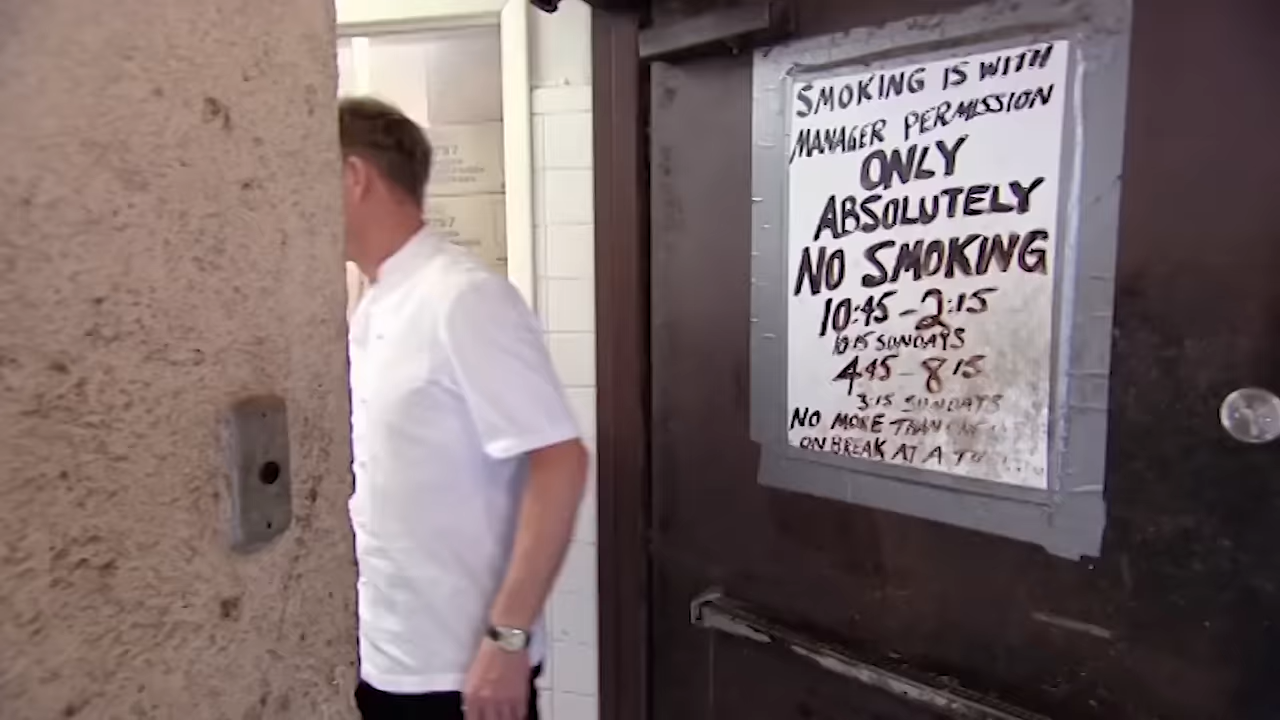 SMOKING IS WITH
MANAGER PERMISSION
ONLY
ABSOLUTELY
NO SMOKING
10:45 - 2:15
10:15 SUNDAYS
4:45 - 8:15
3:15 SUNDAYS
NO MORE THAN
ON BREAK AT A